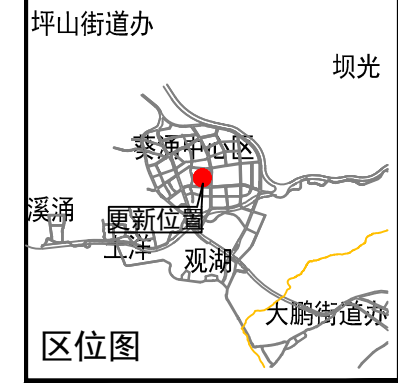 坪山街道办
坝光
葵涌中心区
溪涌
更新位置
土洋
观湖
大鹏街道办
区位图